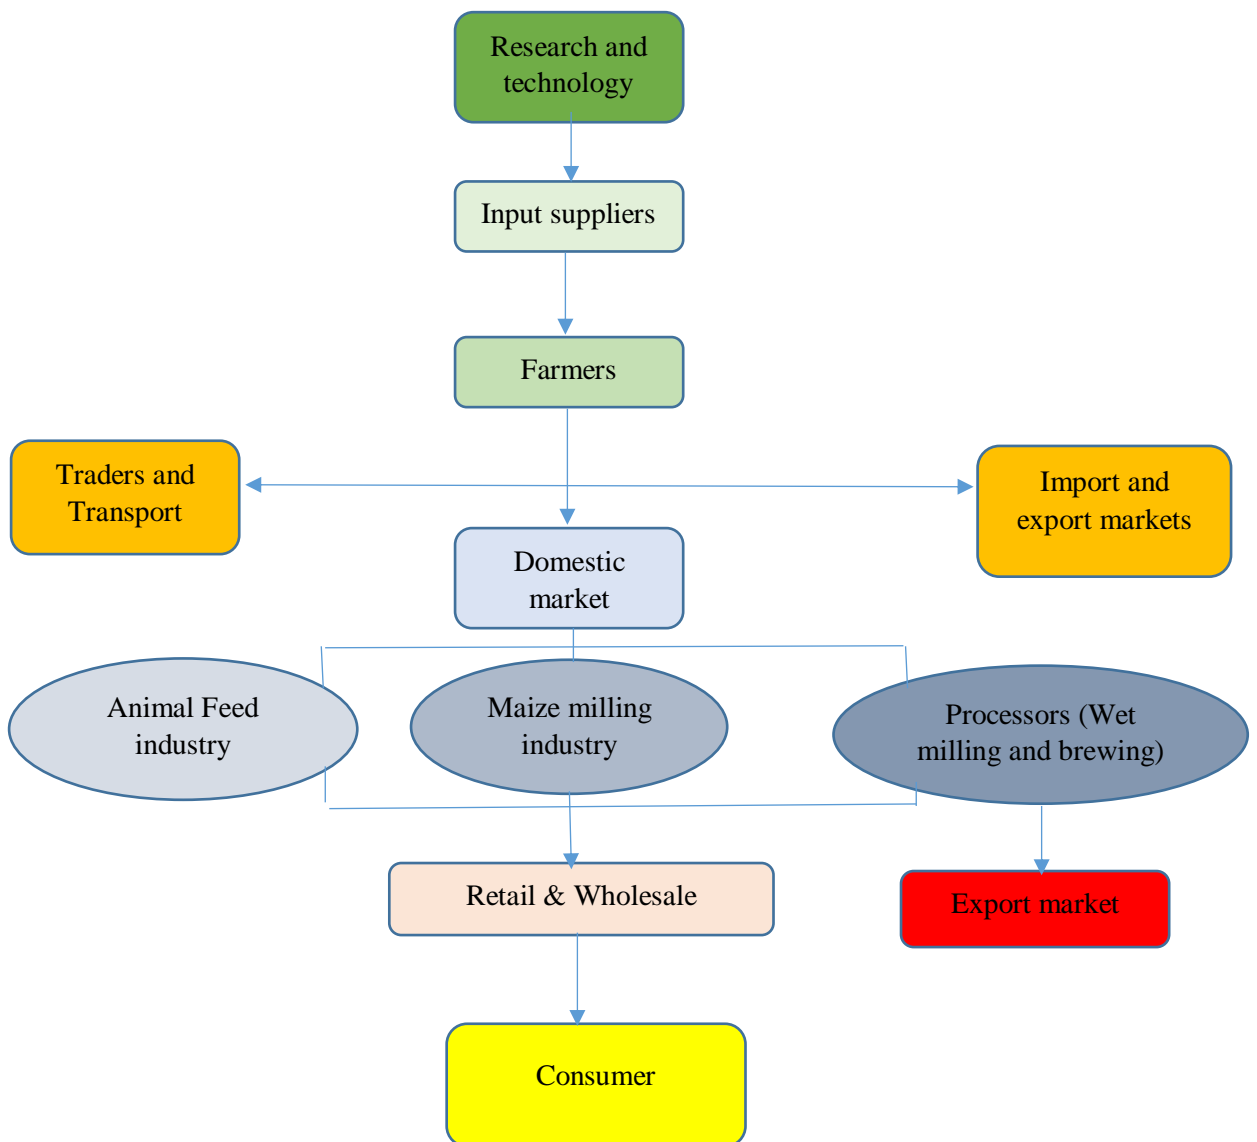 Research and
technology
Input suppliers
Farmers
Traders and
Transport
Import and
export markets
Domestic
market
Animal Feed
industry
Maize milling
industry
Processors (Wet
milling and brewing)
Retail & Wholesale
Export market
Consumer